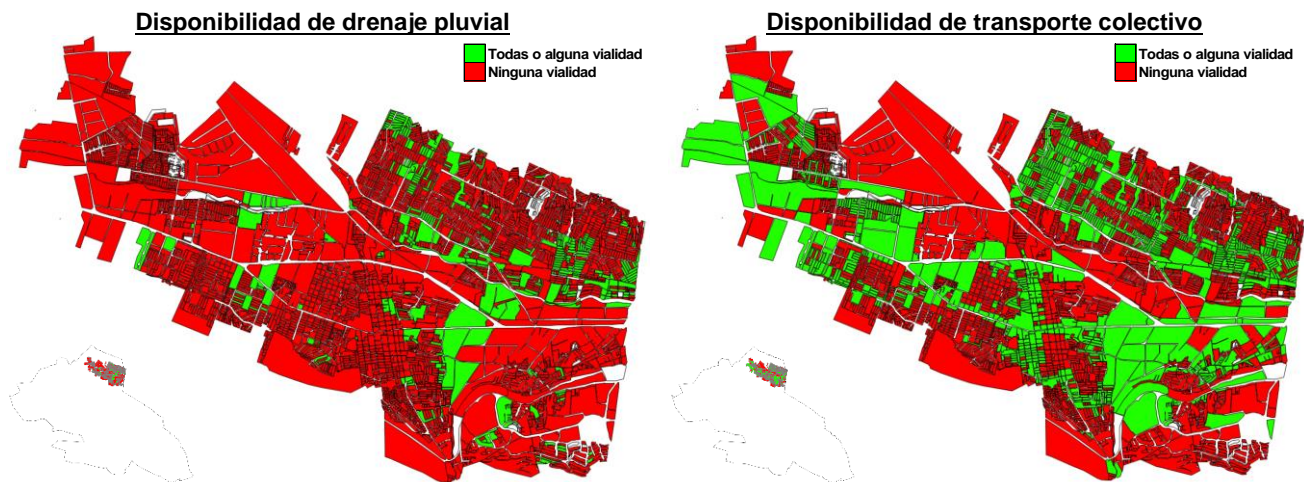 Disponibilidad de drenaje pluvial
Todas o alguna vialidad
Ninguna vialidad
Disponibilidad de transporte colectivo
Todas o alguna vialidad
Ninguna vialidad